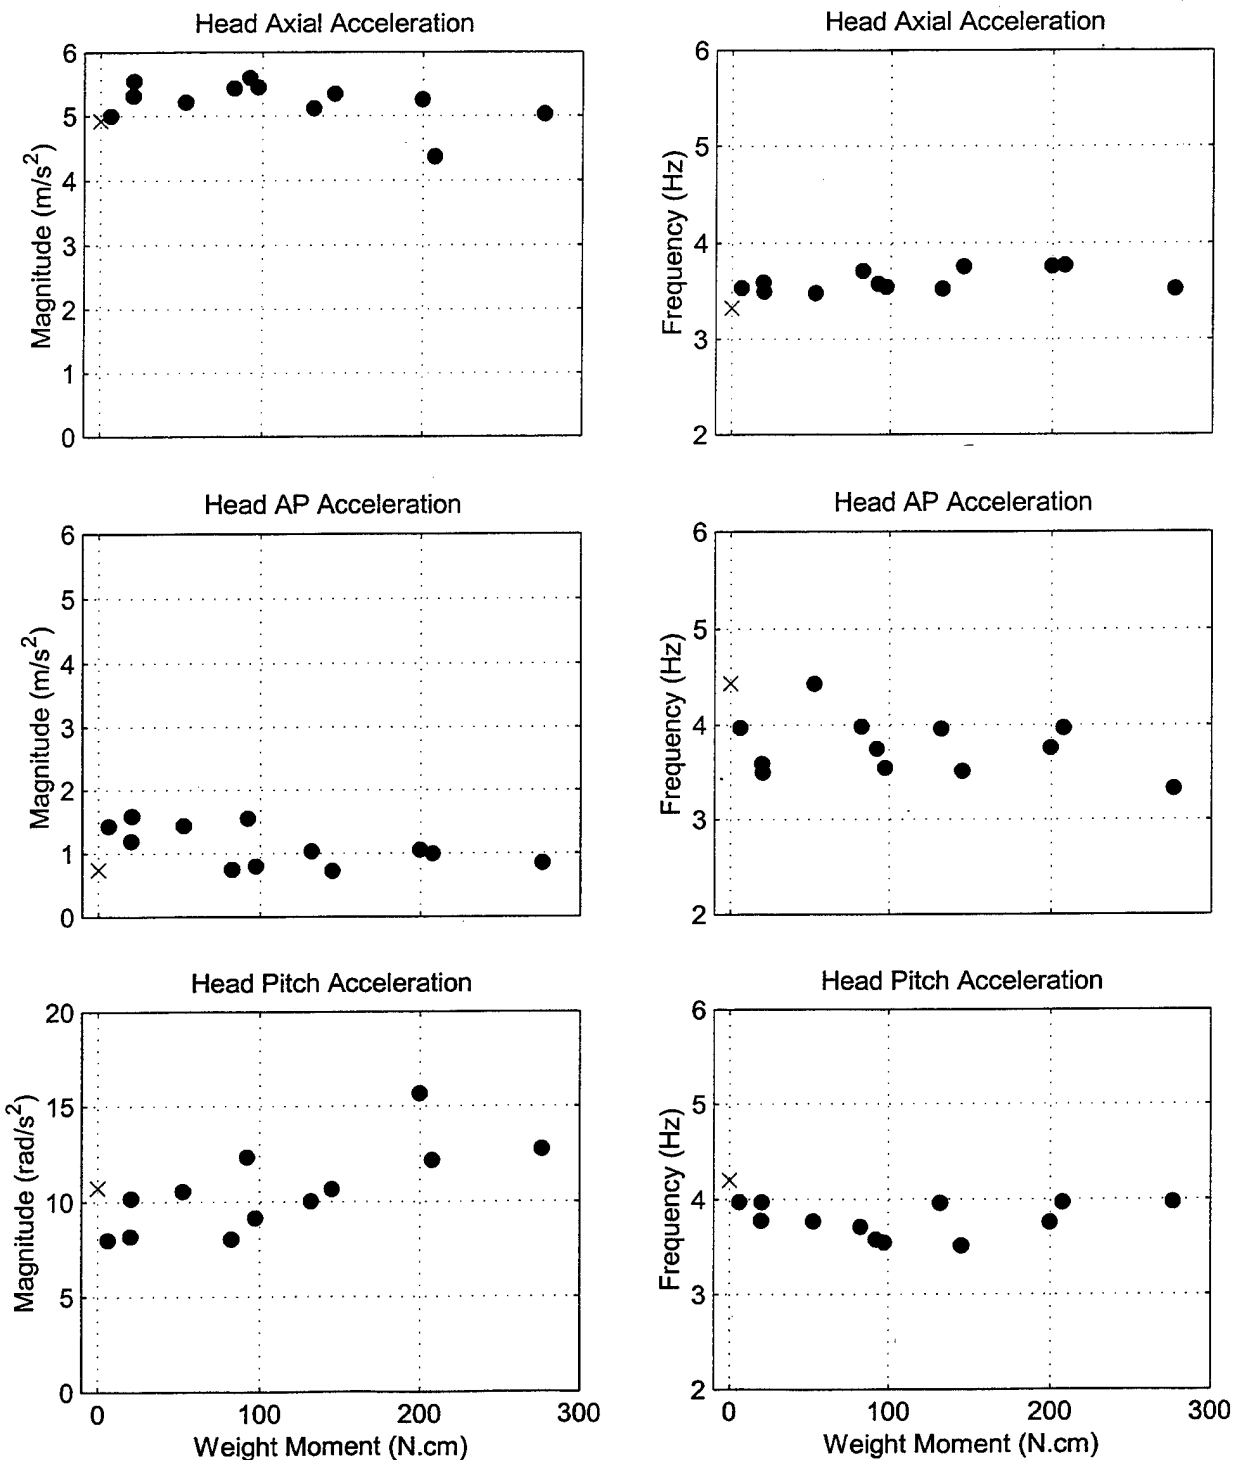 Head Axial Acceleration
6
5
4
3
2
1
0
Magnitude (m/s²)
Head Axial Acceleration
6
5
4
3
2
Frequency (Hz)
Head AP Acceleration
6
5
4
3
2
1
0
Magnitude (m/s²)
Head AP Acceleration
6
5
4
3
2
Frequency (Hz)
Head Pitch Acceleration
20
15
10
5
0
Magnitude (rad/s²)
0 100 200 300
Weight Moment (N.cm)
Head Pitch Acceleration
6
5
4
3
2
Frequency (Hz)
0 100 200 300
Weight Moment (N.cm)